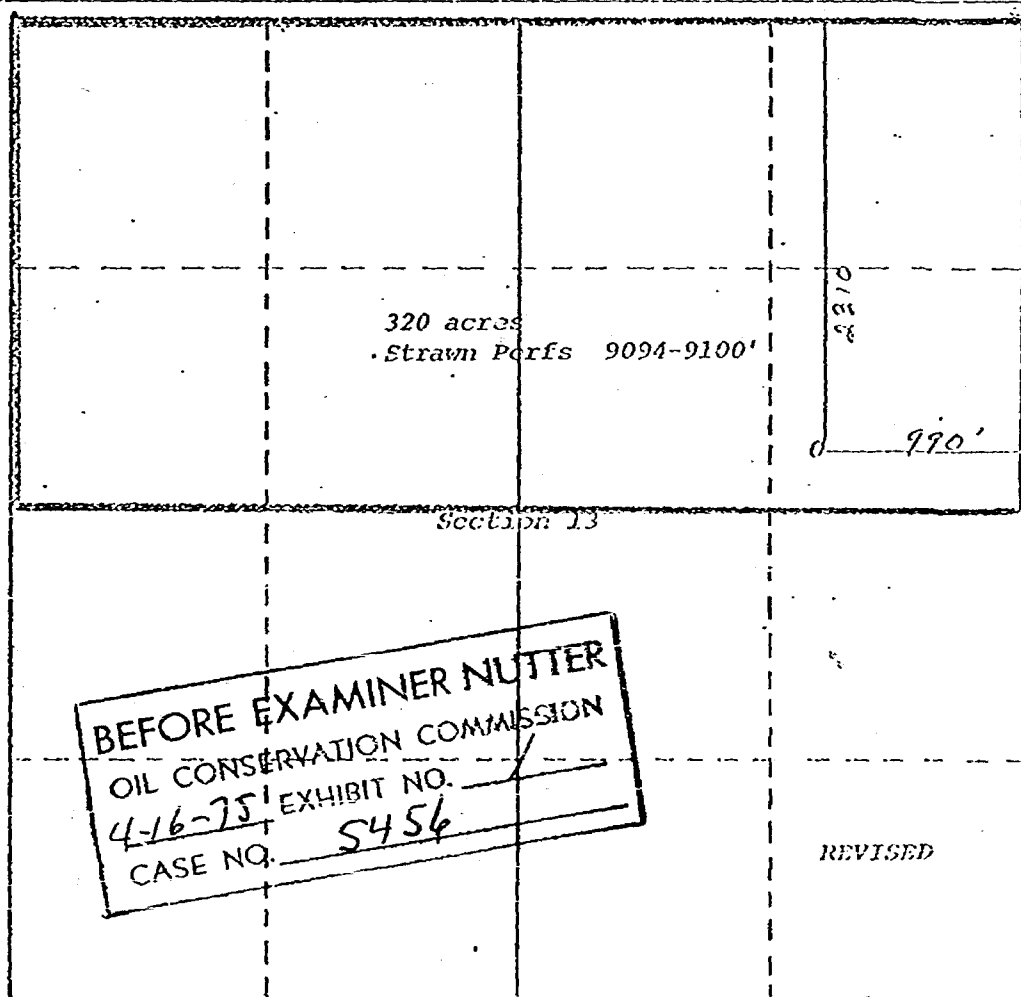 320 acres
Strawn Perfs 9094-9100'
2310
990'
Section 13
BEFORE EXAMINER NUTTER
OIL CONSERVATION COMMISSION
4-16-75 EXHIBIT NO. 1
CASE NO. 5456
REVISED